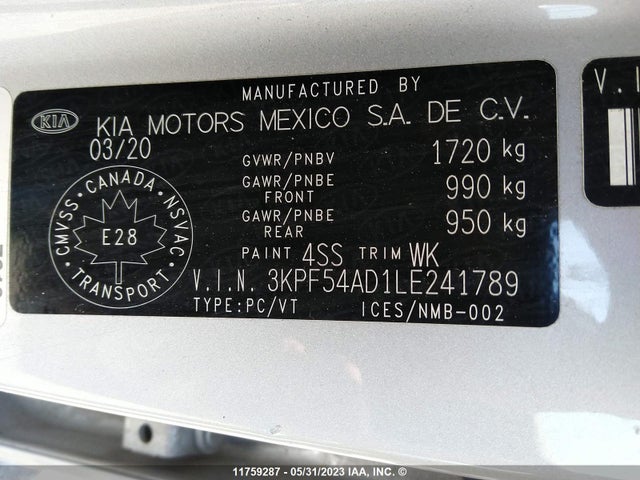 MANUFACTURED BY
KIA KIA MOTORS MEXICO S.A. DE C.V.
03/20 GVWR/PNBV 1720 kg
GAWR/PNBE FRONT 990 kg
GAWR/PNBE REAR 950 kg
CANADA
CMVSS E28 NSVAC
TRANSPORT
PAINT 4SS TRIM WK
V.I.N. 3KPF54AD1LE241789
TYPE:PC/VT ICES/NMB-002
V.I
11759287 - 05/31/2023 IAA, Inc. ©